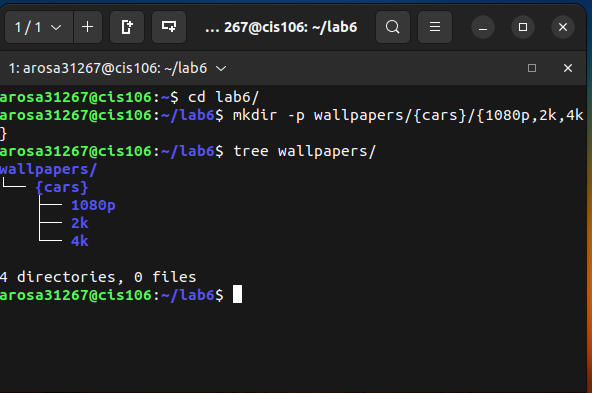 1 / 1
... 267@cis106: ~/lab6
1: arosa31267@cis106: ~/lab6
arosa31267@cis106:~$ cd lab6/
arosa31267@cis106:~/lab6$ mkdir -p wallpapers/{cars}/{1080p,2k,4k
}
arosa31267@cis106:~/lab6$ tree wallpapers/
wallpapers/
└── {cars}
    ├── 1080p
    ├── 2k
    └── 4k
4 directories, 0 files
arosa31267@cis106:~/lab6$